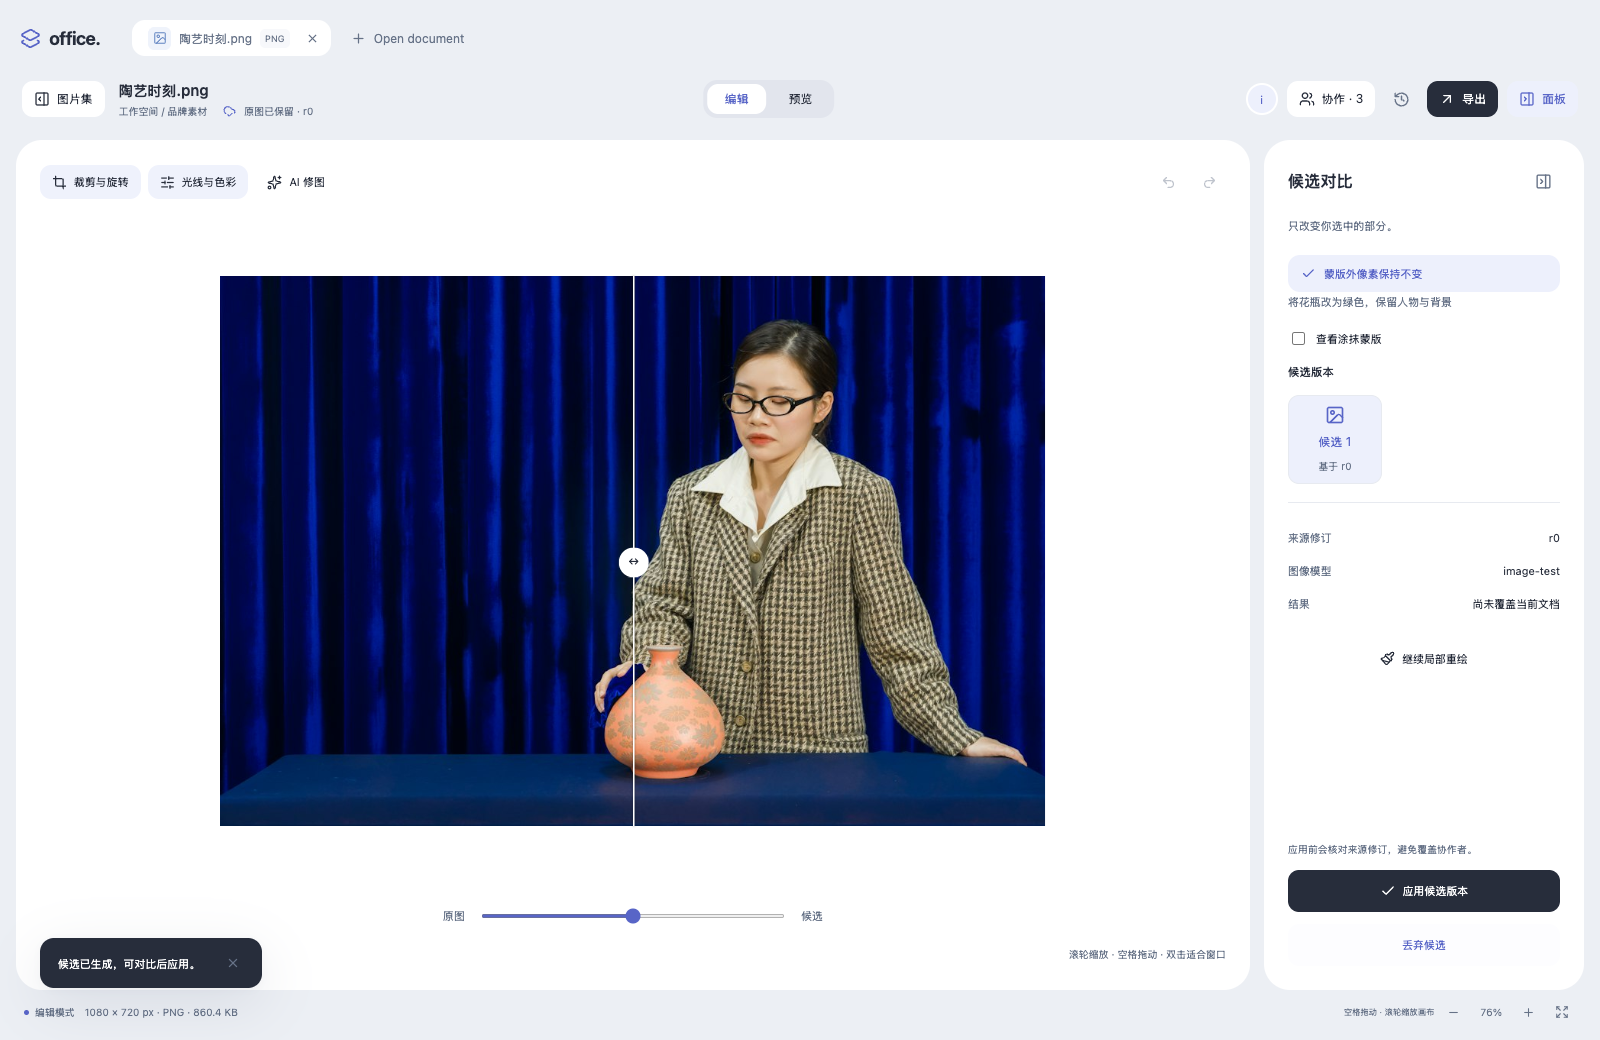 office.
陶艺时刻.png
PNG
Open document
图片集
陶艺时刻.png
工作空间 / 品牌素材
原图已保留 · r0
编辑
预览
i
协作 · 3
导出
面板
裁剪与旋转
光线与色彩
AI 修图
候选对比
只改变你选中的部分。
蒙版外像素保持不变
将花瓶改为绿色，保留人物与背景
查看涂抹蒙版
候选版本
候选 1
基于 r0
来源修订
r0
图像模型
image-test
结果
尚未覆盖当前文档
继续局部重绘
应用前会核对来源修订，避免覆盖协作者。
应用候选版本
丢弃候选
原图
候选
滚轮缩放 · 空格拖动 · 双击适合窗口
候选已生成，可对比后应用。
编辑模式
1080 × 720 px · PNG · 860.4 KB
空格拖动 · 滚轮缩放画布
76%